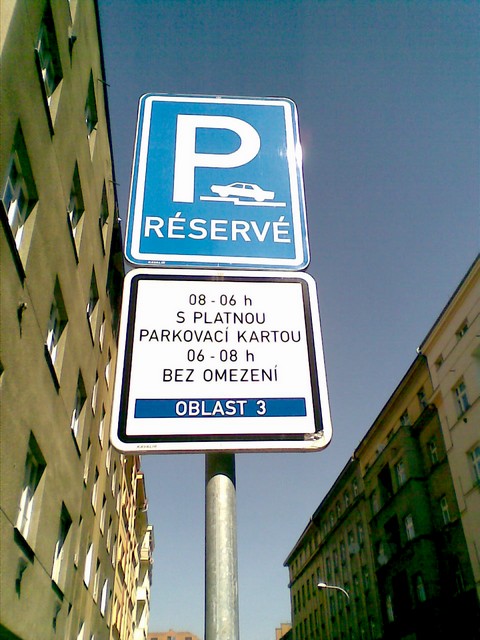 P
RÉSERVÉ
08 - 06 h
S PLATNOU
PARKOVACÍ KARTOU
06 - 08 h
BEZ OMEZENÍ
OBLAST 3